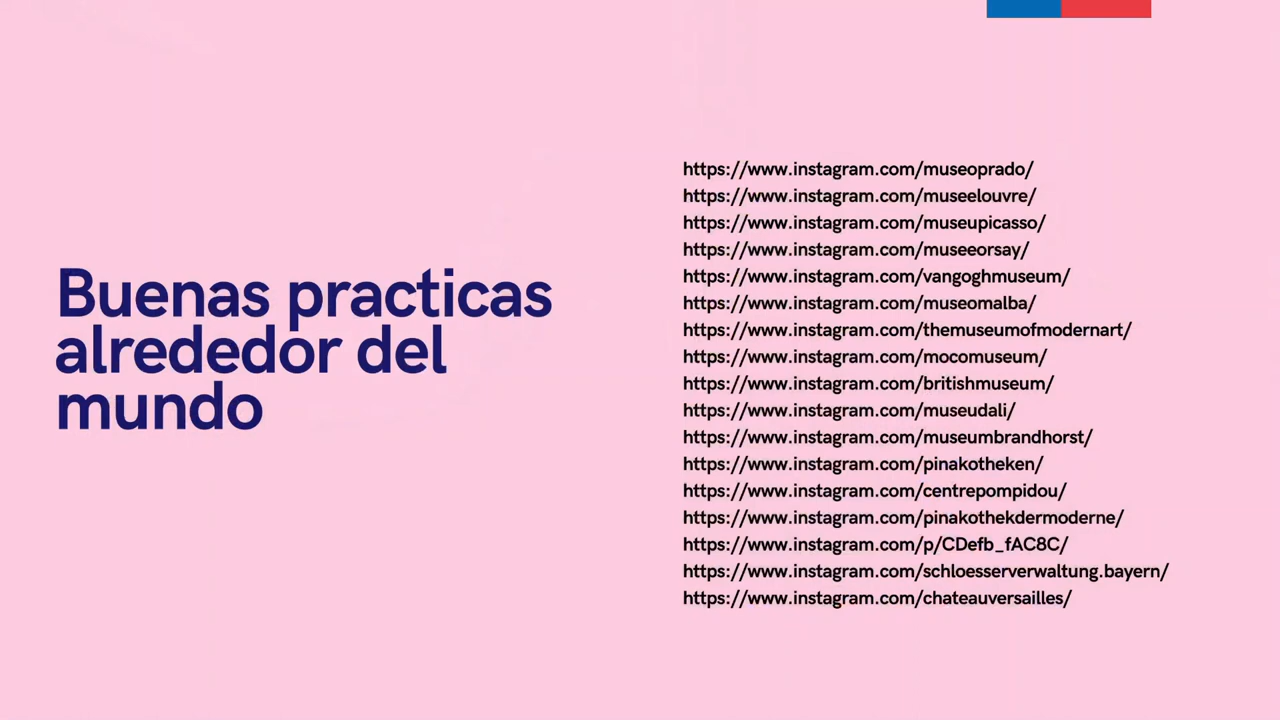 Buenas practicas
alrededor del
mundo
https://www.instagram.com/museoprado/
https://www.instagram.com/museelouvre/
https://www.instagram.com/museupicasso/
https://www.instagram.com/museeorsay/
https://www.instagram.com/vangoghmuseum/
https://www.instagram.com/museomalba/
https://www.instagram.com/themuseumofmodernart/
https://www.instagram.com/mocomuseum/
https://www.instagram.com/britishmuseum/
https://www.instagram.com/museudali/
https://www.instagram.com/museumbrandhorst/
https://www.instagram.com/pinakotheken/
https://www.instagram.com/centrepompidou/
https://www.instagram.com/pinakothekdermoderne/
https://www.instagram.com/p/CDefb_fAC8C/
https://www.instagram.com/schloesserverwaltung.bayern/
https://www.instagram.com/chateauversailles/